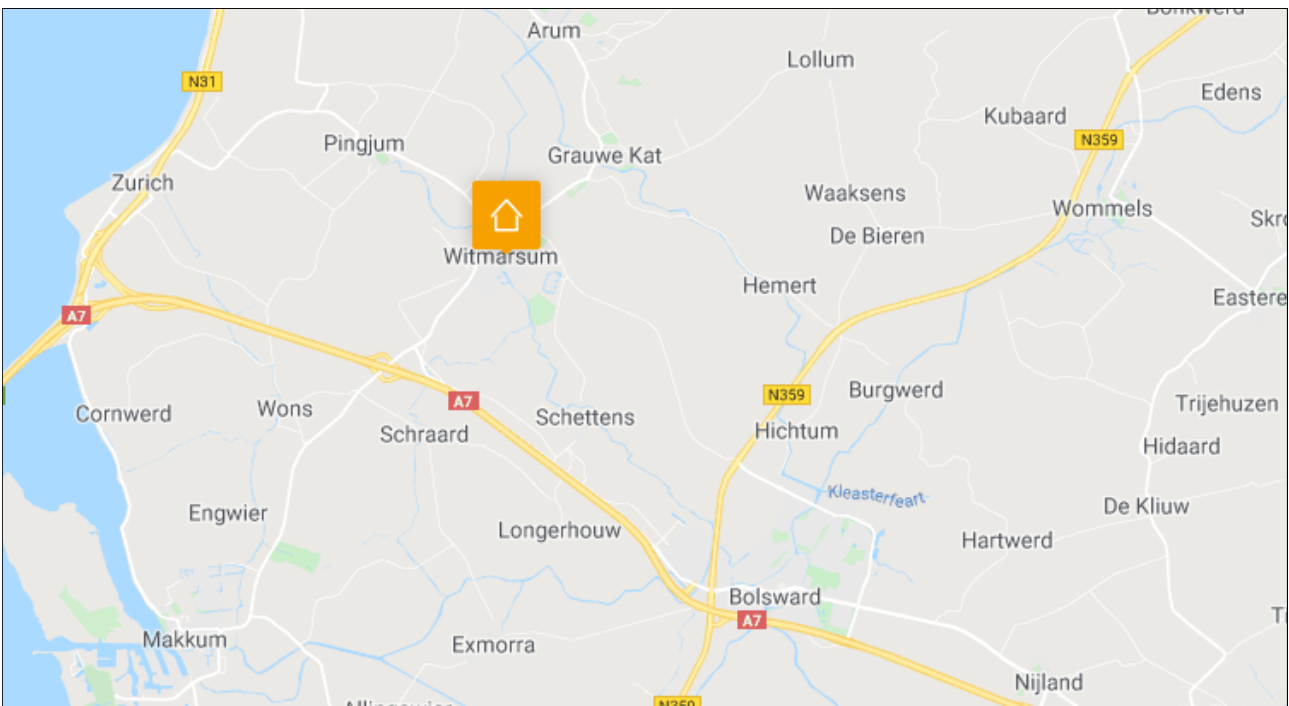 Arum
Lollum
N31
Edens
Kubaard
N359
Pingjum
Grauwe Kat
Zurich
Waaksens
Wommels
De Bieren
Witmarsum
Hemert
Eastere
A7
N359
Burgwerd
A7
Trijehuzen
Cornwerd
Wons
Schettens
Schraard
Hichtum
Hidaard
Kleasterfeart
De Kliuw
Engwier
Longerhouw
Hartwerd
Bolsward
A7
Makkum
Exmorra
Nijland
N359